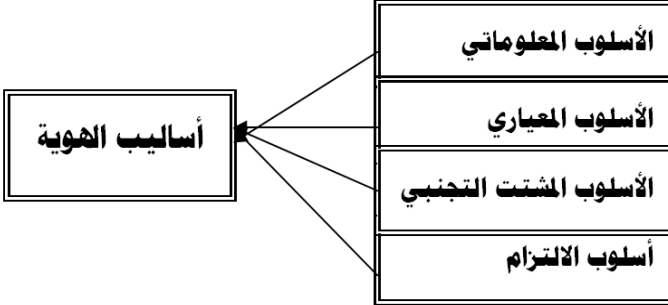 الأسلوب المعلوماتي
الأسلوب المعياري
أساليب الهوية
الأسلوب المشتت التجنبي
أسلوب الالتزام